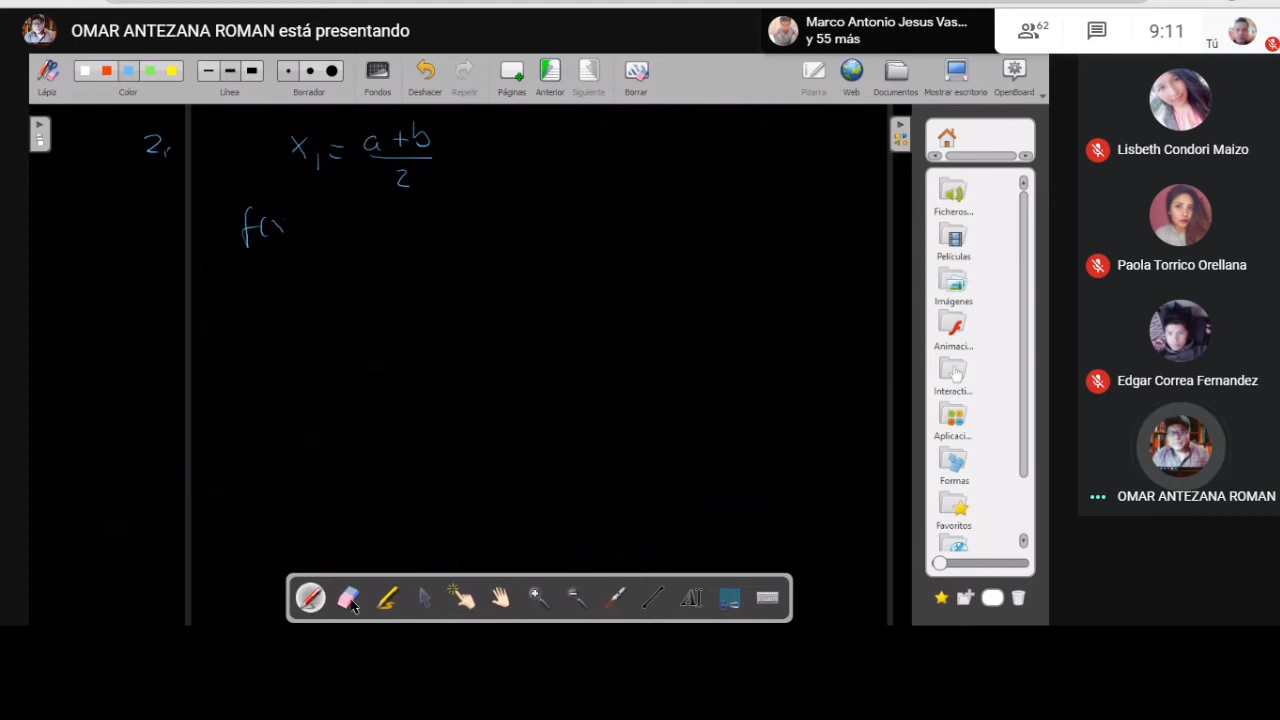 OMAR ANTEZANA ROMAN está presentando
Marco Antonio Jesus Vas...
y 55 más
62
9:11
Tú
Lápiz
Color
Línea
Borrador
Fondos
Deshacer
Repetir
Páginas
Anterior
Siguiente
Borrar
Pizarra
Web
Documentos
Mostrar escritorio
OpenBoard
2,
x₁ = a + b
2
f(x
Ficheros...
Películas
Imágenes
Animaci...
Interacti...
Aplicaci...
Formas
Favoritos
Lisbeth Condori Maizo
Paola Torrico Orellana
Edgar Correa Fernandez
OMAR ANTEZANA ROMAN